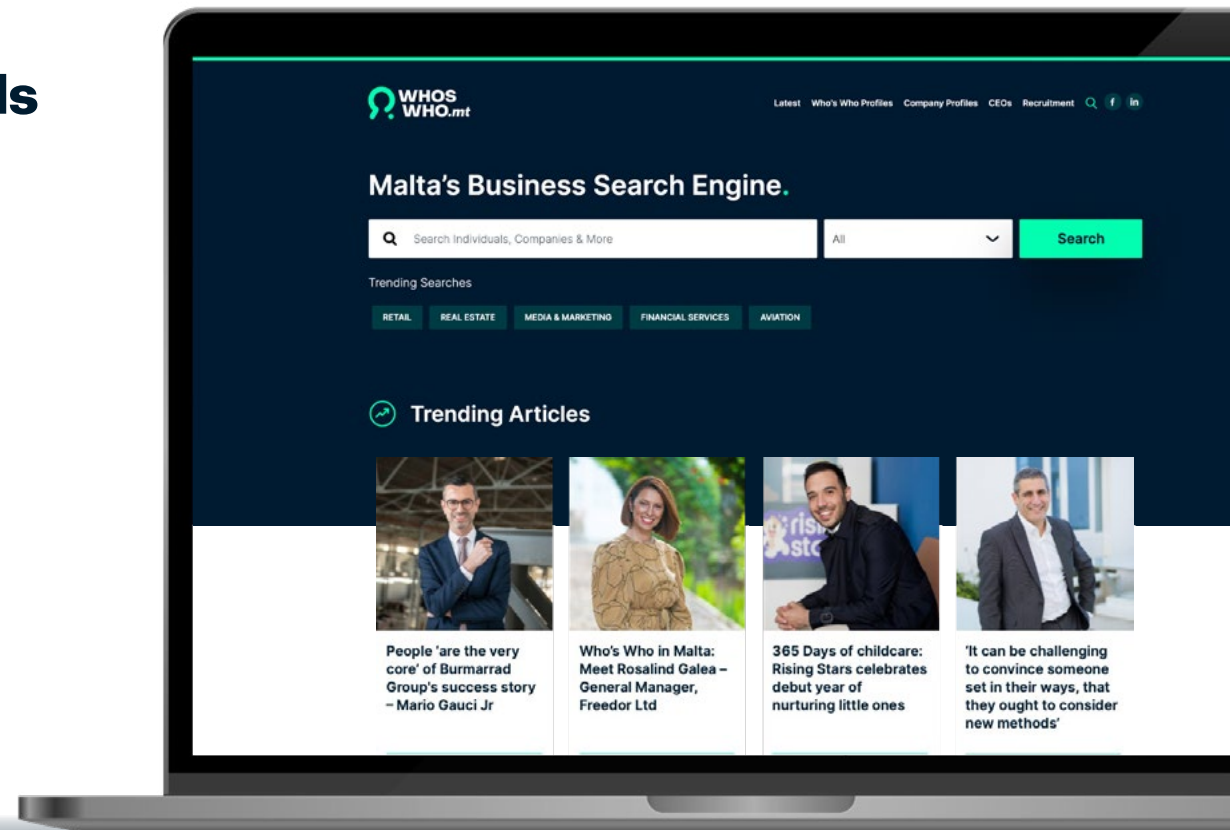 ls
WHOS
WHO.mt
Latest Who's Who Profiles Company Profiles CEOs Recruitment f in
Malta's Business Search Engine.
Search Individuals, Companies & More
All
Search
Trending Searches
RETAIL REAL ESTATE MEDIA & MARKETING FINANCIAL SERVICES AVIATION
Trending Articles
People 'are the very
core' of Burmarrad
Group's success story
– Mario Gauci Jr
Who's Who in Malta:
Meet Rosalind Galea –
General Manager,
Freedor Ltd
365 Days of childcare:
Rising Stars celebrates
debut year of
nurturing little ones
'It can be challenging
to convince someone
set in their ways, that
they ought to consider
new methods'